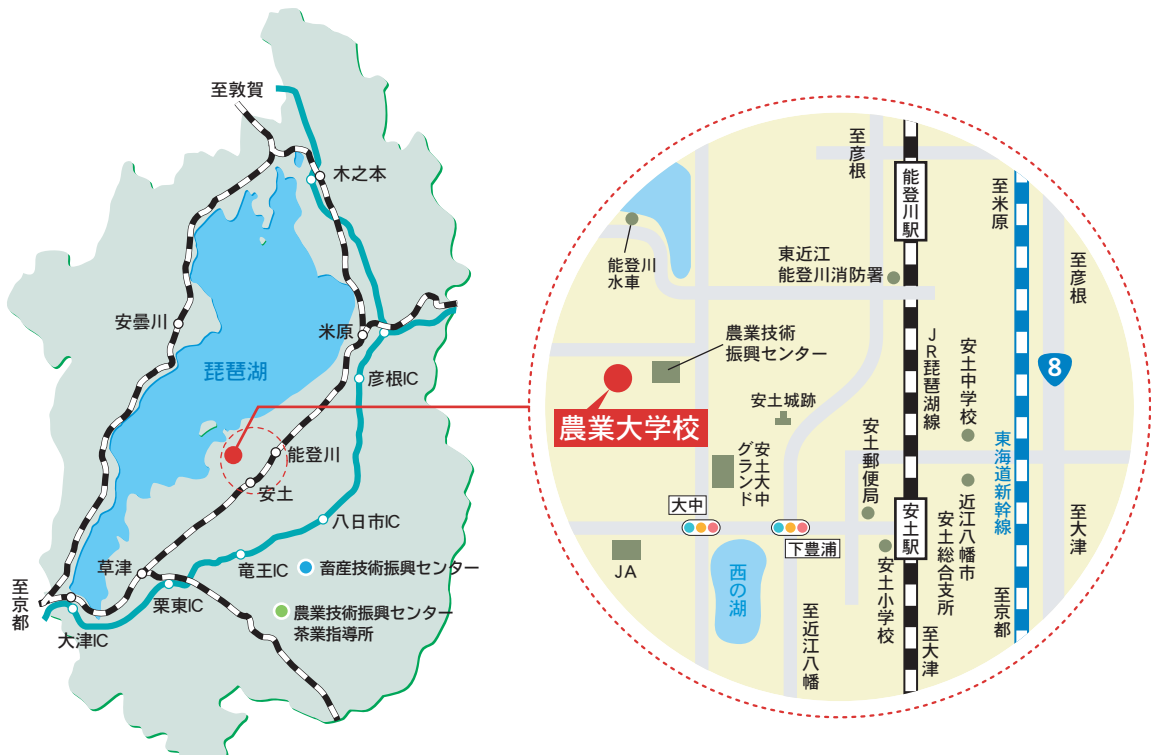 至敦賀
木之本
安曇川
米原
琵琶湖
彦根IC
能登川
安土
八日市IC
竜王IC
畜産技術振興センター
草津
栗東IC
農業技術振興センター
茶業指導所
至京都
大津IC
至彦根
能登川駅
至米原
能登川
水車
東近江
能登川消防署
至彦根
農業技術
振興センター
JR琵琶湖線
安土中学校
8
安土城跡
農業大学校
安土大中
グランド
安土郵便局
東海道新幹線
大中
下豊浦
安土駅
近江八幡市
安土総合支所
至大津
JA
西の湖
安土小学校
至近江八幡
至大津
至京都